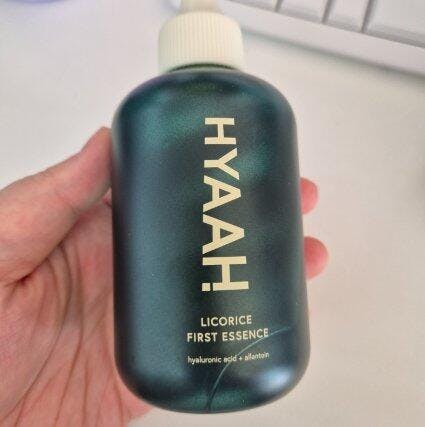 HYAAH!
LICORICE
FIRST ESSENCE
hyaluronic acid + allantoin